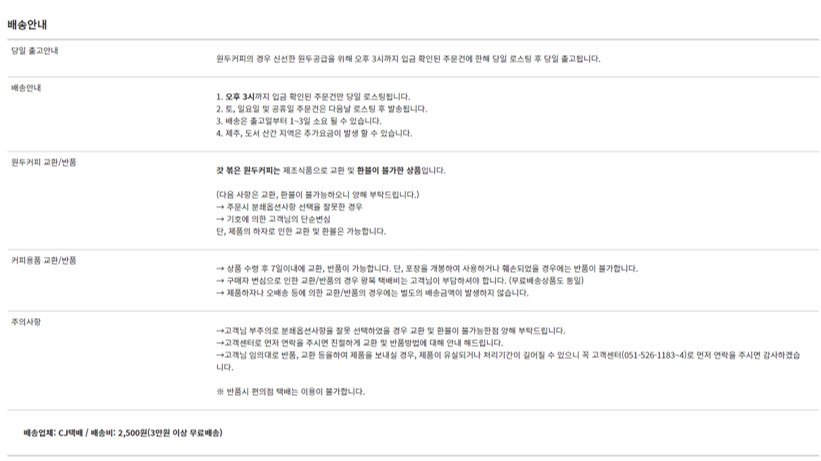 배송안내
당일 출고안내
원두커피의 경우 신선한 원두공급을 위해 오후 3시까지 입금 확인된 주문건에 한해 당일 로스팅 후 당일 출고됩니다.
배송안내
1. 오후 3시까지 입금 확인된 주문건만 당일 로스팅됩니다.
2. 토, 일요일 및 공휴일 주문건은 다음날 로스팅 후 발송됩니다.
3. 배송은 출고일부터 1~3일 소요 될 수 있습니다.
4. 제주, 도서 산간 지역은 추가요금이 발생 할 수 있습니다.
원두커피 교환/반품
갓 볶은 원두커피는 제조식품으로 교환 및 환불이 불가한 상품입니다.
(다음 사항은 교환, 환불이 불가능하오니 양해 부탁드립니다.)
→ 주문시 분쇄옵션사항 선택을 잘못한 경우
→ 기호에 의한 고객님의 단순변심
단, 제품의 하자로 인한 교환 및 환불은 가능합니다.
커피용품 교환/반품
→ 상품 수령 후 7일이내에 교환, 반품이 가능합니다. 단, 포장을 개봉하여 사용하거나 훼손되었을 경우에는 반품이 불가합니다.
→ 구매자 변심으로 인한 교환/반품의 경우 왕복 택배비는 고객님이 부담하셔야 합니다. (무료배송상품도 동일)
→ 제품하자나 오배송 등에 의한 교환/반품의 경우에는 별도의 배송금액이 발생하지 않습니다.
주의사항
→고객님 부주의로 분쇄옵션사항을 잘못 선택하였을 경우 교환 및 환불이 불가능한점 양해 부탁드립니다.
→고객센터로 먼저 연락을 주시면 친절하게 교환 및 반품방법에 대해 안내 해드립니다.
→고객님 임의대로 반품, 교환 등을하여 제품을 보내실 경우, 제품이 유실되거나 처리기간이 길어질 수 있으니 꼭 고객센터(051-526-1183~4)로 먼저 연락을 주시면 감사하겠습
니다.
※ 반품시 편의점 택배는 이용이 불가합니다.
배송업체: CJ택배 / 배송비: 2,500원(3만원 이상 무료배송)